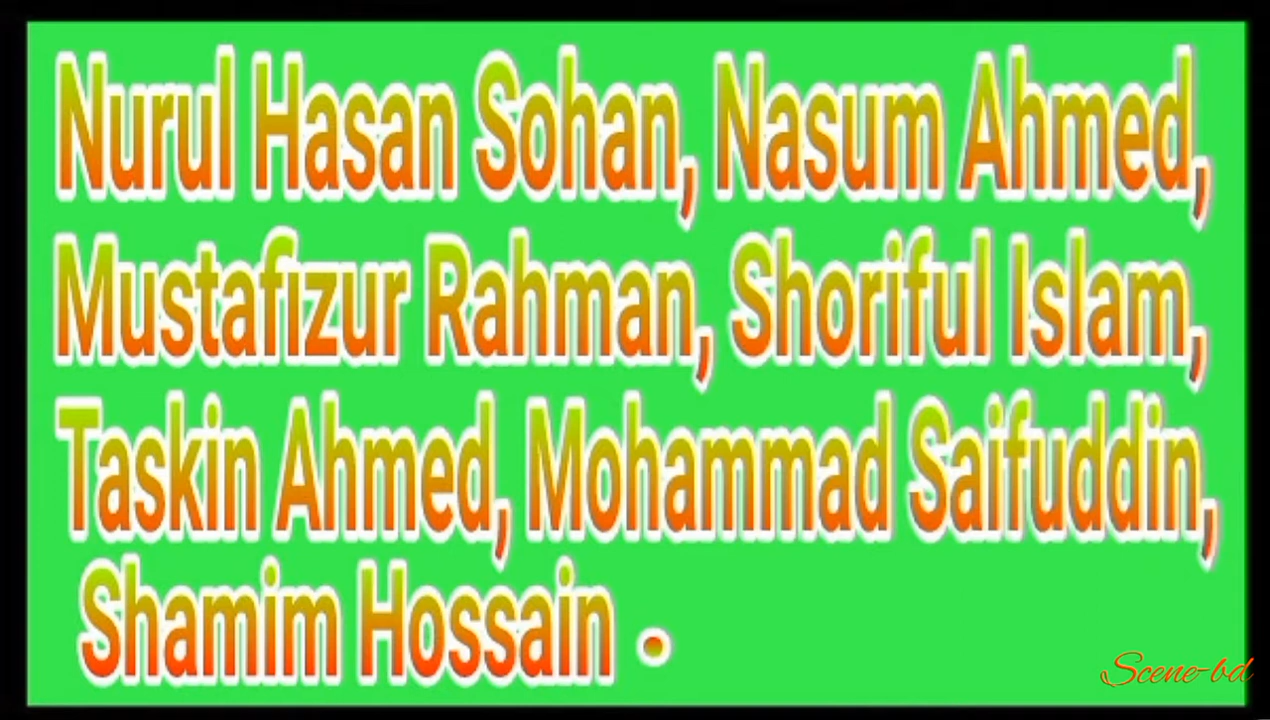 Nurul Hasan Sohan, Nasum Ahmed,
Mustafizur Rahman, Shoriful Islam,
Taskin Ahmed, Mohammad Saifuddin,
Shamim Hossain .
Scene-bd